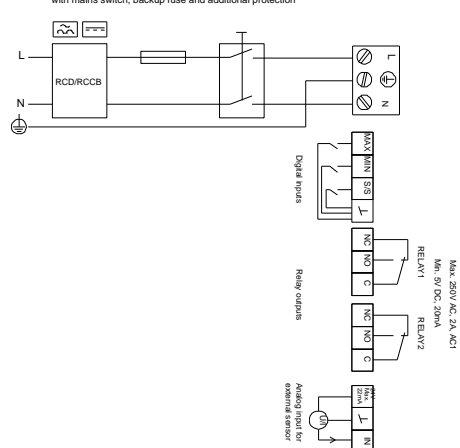 with mains switch, backup fuse and additional protection
L
RCD/RCCB
N
L
N
MAX
MIN
S/S
Digital inputs
NC
NO
C
RELAY1
Relay outputs
NC
NO
C
RELAY2
Max. 250V AC, 2A, AC1
Min. 5V DC, 20mA
24V
Max.
22mA
IN
U/I
Analog input for
external sensor